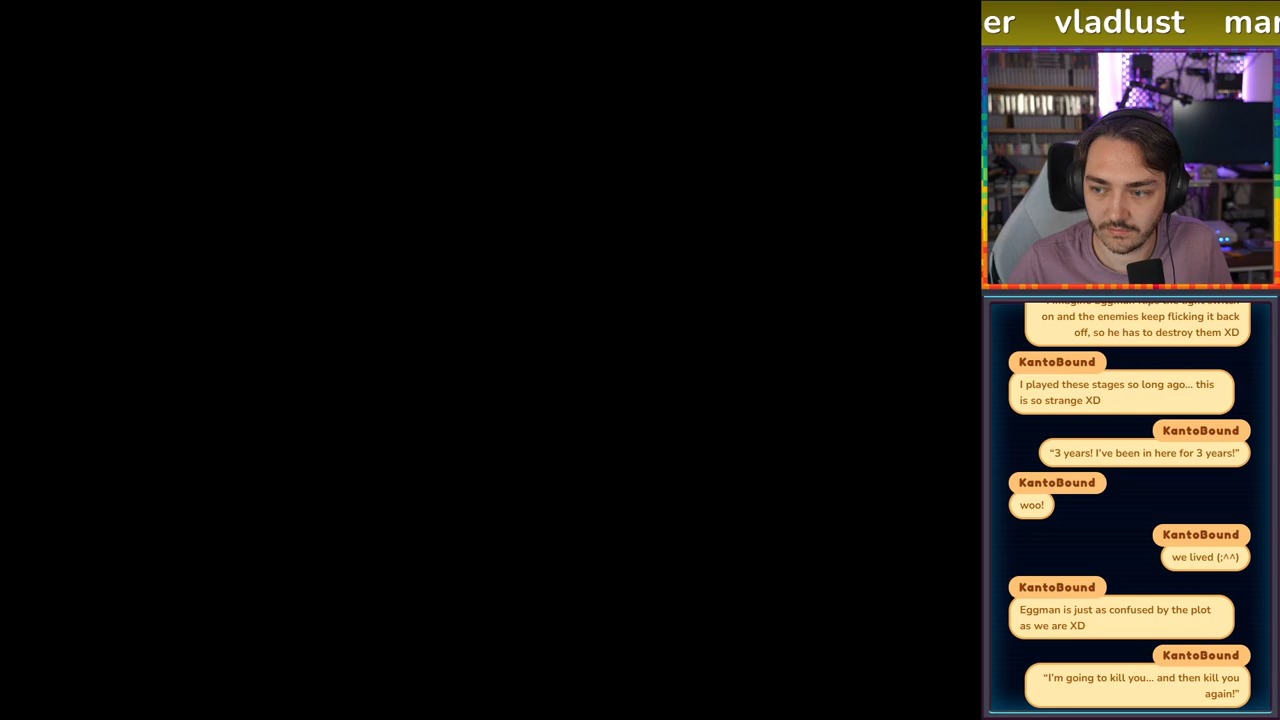 er vladlust mar
on and the enemies keep flicking it back
off, so he has to destroy them XD
KantoBound
I played these stages so long ago... this
is so strange XD
KantoBound
“3 years! I’ve been in here for 3 years!”
KantoBound
woo!
KantoBound
we lived (;^^)
KantoBound
Eggman is just as confused by the plot
as we are XD
KantoBound
“I’m going to kill you... and then kill you
again!”